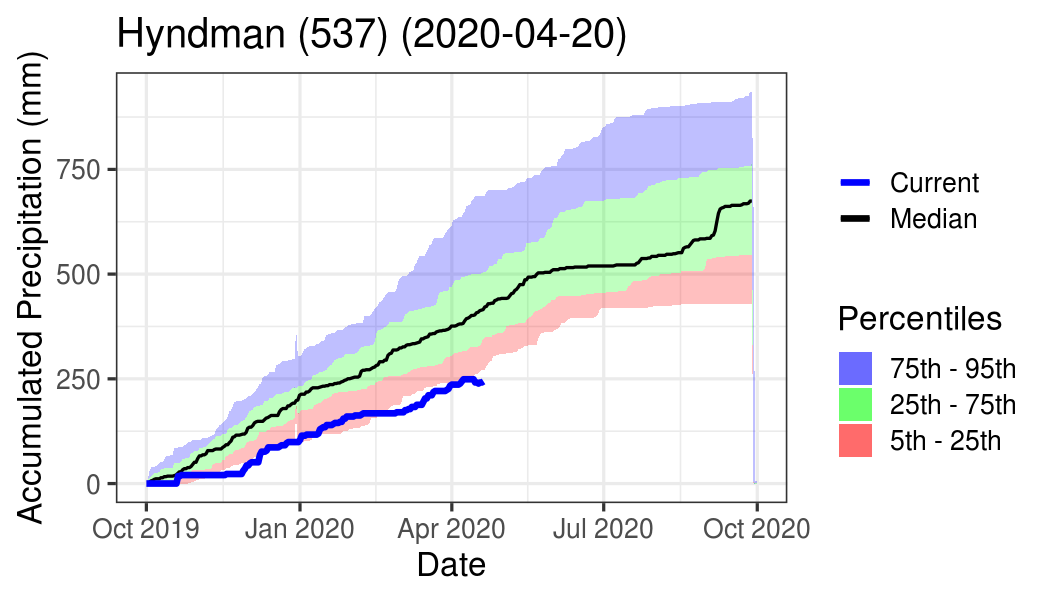 Hyndman (537) (2020-04-20)
Accumulated Precipitation (mm)
750
500
250
0
Oct 2019
Jan 2020
Apr 2020
Jul 2020
Oct 2020
Date
Current
Median
Percentiles
75th - 95th
25th - 75th
5th - 25th